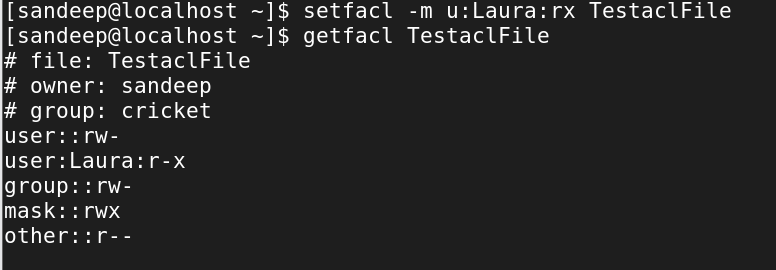 [sandeep@localhost ~]$ setfacl -m u:Laura:rx TestaclFile
[sandeep@localhost ~]$ getfacl TestaclFile
# file: TestaclFile
# owner: sandeep
# group: cricket
user::rw-
user:Laura:r-x
group::rw-
mask::rwx
other::r--